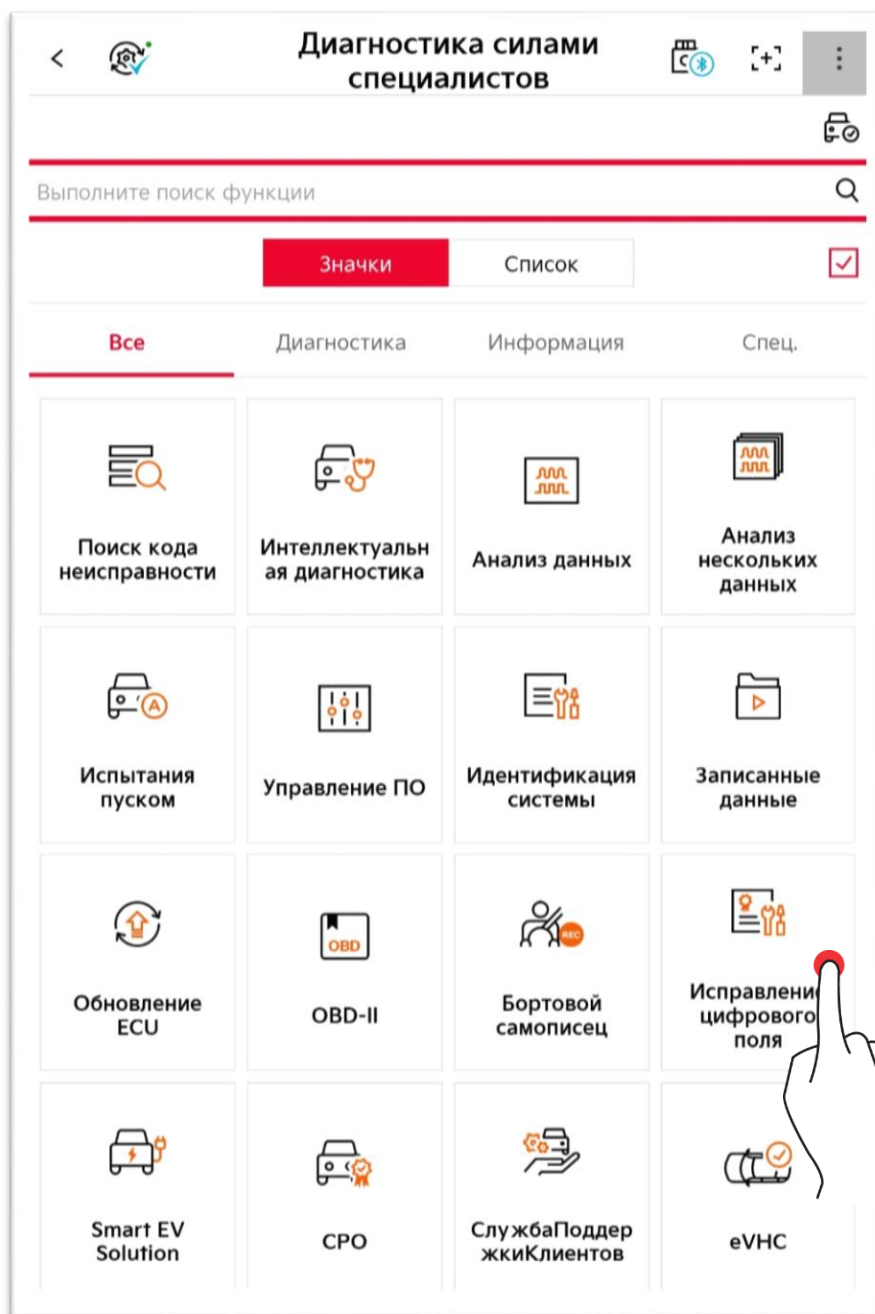 Диагностика силами
специалистов
Выполните поиск функции
Значки
Список
Все
Диагностика
Информация
Спец.
Поиск кода
неисправности
Интеллектуальн
ая диагностика
Анализ данных
Анализ
нескольких
данных
Испытания
пуском
A
Управление ПО
Идентификация
системы
Записанные
данные
Обновление
ECU
OBD
OBD-II
REC
Бортовой
самописец
Исправление
цифрового
поля
Smart EV
Solution
CPO
СлужбаПоддер
жкиКлиентов
eVHC